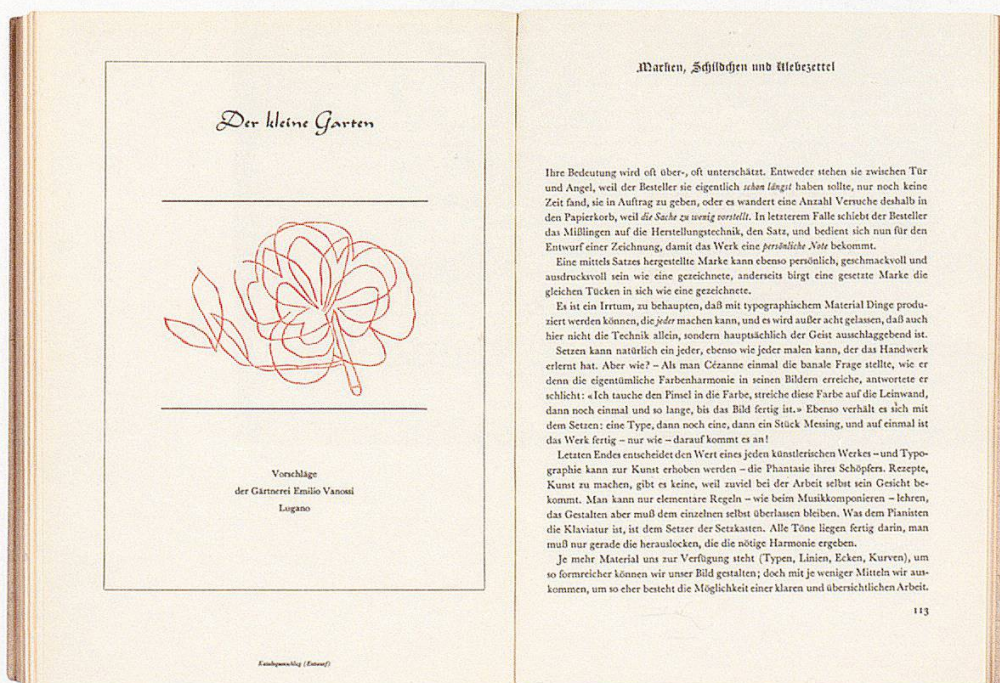 Der kleine Garten
Vorschläge
der Gärtnerei Emilio Vanossi
Lugano
Katalogumschlag (Entwurf)
Marken, Schildchen und Klebezettel
Ihre Bedeutung wird oft über-, oft unterschätzt. Entweder stehen sie zwischen Tür
und Angel, weil der Besteller sie eigentlich schon längst haben sollte, nur noch keine
Zeit fand, sie in Auftrag zu geben, oder es wandert eine Anzahl Versuche deshalb in
den Papierkorb, weil die Sache zu wenig vorstellt. In letzterem Falle schiebt der Besteller
das Mißlingen auf die Herstellungstechnik, den Satz, und bedient sich nun für den
Entwurf einer Zeichnung, damit das Werk eine persönliche Note bekommt.
Eine mittels Satzes hergestellte Marke kann ebenso persönlich, geschmackvoll und
ausdrucksvoll sein wie eine gezeichnete, anderseits birgt eine gesetzte Marke die
gleichen Tücken in sich wie eine gezeichnete.
Es ist ein Irrtum, zu behaupten, daß mit typographischem Material Dinge produ-
ziert werden können, die jeder machen kann, und es wird außer acht gelassen, daß auch
hier nicht die Technik allein, sondern hauptsächlich der Geist ausschlaggebend ist.
Setzen kann natürlich ein jeder, ebenso wie jeder malen kann, der das Handwerk
erlernt hat. Aber wie? – Als man Cézanne einmal die banale Frage stellte, wie er
denn die eigentümliche Farbenharmonie in seinen Bildern erreiche, antwortete er
schlicht: «Ich tauche den Pinsel in die Farbe, streiche diese Farbe auf die Leinwand,
dann noch einmal und so lange, bis das Bild fertig ist.» Ebenso verhält es sich mit
dem Setzen: eine Type, dann noch eine, dann ein Stück Messing, und auf einmal ist
das Werk fertig – nur wie – darauf kommt es an!
Letzten Endes entscheidet den Wert eines jeden künstlerischen Werkes – und Typo-
graphie kann zur Kunst erhoben werden – die Phantasie ihres Schöpfers. Rezepte,
Kunst zu machen, gibt es keine, weil zuviel bei der Arbeit selbst sein Gesicht be-
kommt. Man kann nur elementare Regeln – wie beim Musikkomponieren – lehren,
das Gestalten aber muß dem einzelnen selbst überlassen bleiben. Was dem Pianisten
die Klaviatur ist, ist dem Setzer der Setzkasten. Alle Töne liegen fertig darin, man
muß nur gerade die herauslocken, die die nötige Harmonie ergeben.
Je mehr Material uns zur Verfügung steht (Typen, Linien, Ecken, Kurven), um
so formreicher können wir unser Bild gestalten; doch mit je weniger Mitteln wir aus-
kommen, um so eher besteht die Möglichkeit einer klaren und übersichtlichen Arbeit.
113